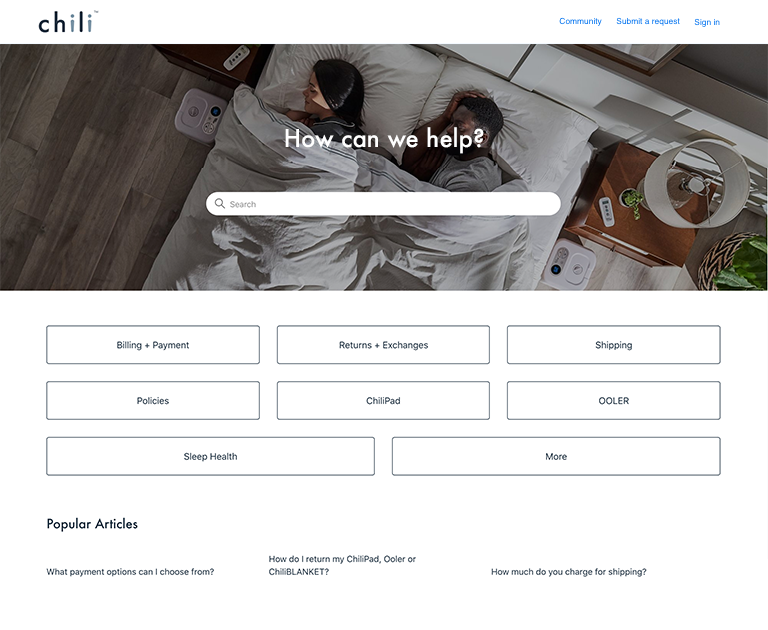 chili™
Community
Submit a request
Sign in
How can we help?
Search
Billing + Payment
Returns + Exchanges
Shipping
Policies
ChiliPad
OOLER
Sleep Health
More
Popular Articles
What payment options can I choose from?
How do I return my ChiliPad, Ooler or
ChiliBLANKET?
How much do you charge for shipping?